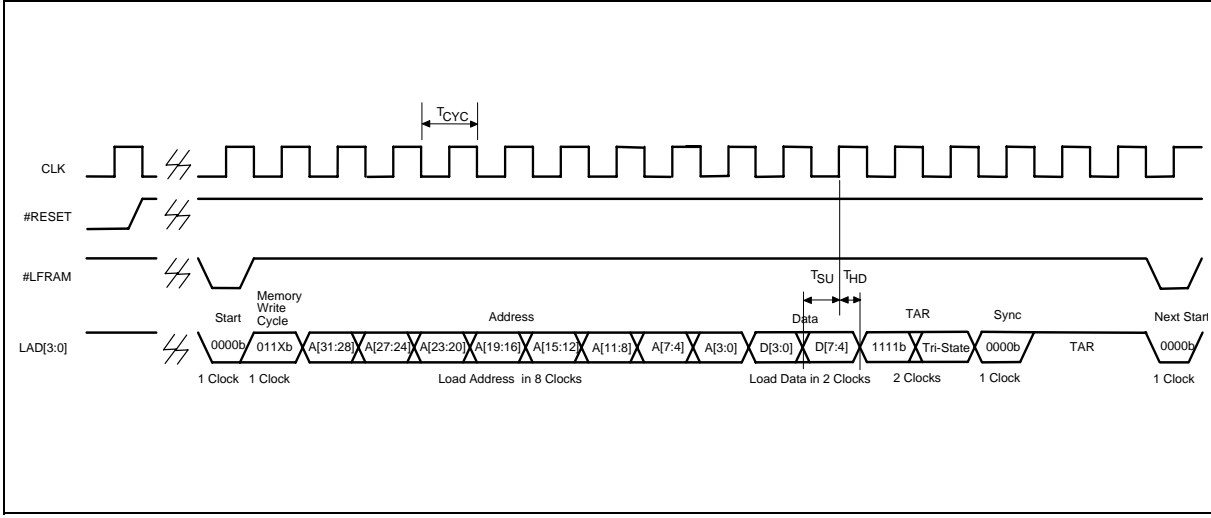 TCYC
CLK
#RESET
#LFRAM
TSU THD
Memory
Write
Cycle
Start Address Data TAR Sync Next Start
LAD[3:0] 0000b 011Xb A[31:28] A[27:24] A[23:20] A[19:16] A[15:12] A[11:8] A[7:4] A[3:0] D[3:0] D[7:4] 1111b Tri-State 0000b TAR 0000b
1 Clock 1 Clock Load Address in 8 Clocks Load Data in 2 Clocks 2 Clocks 1 Clock 1 Clock